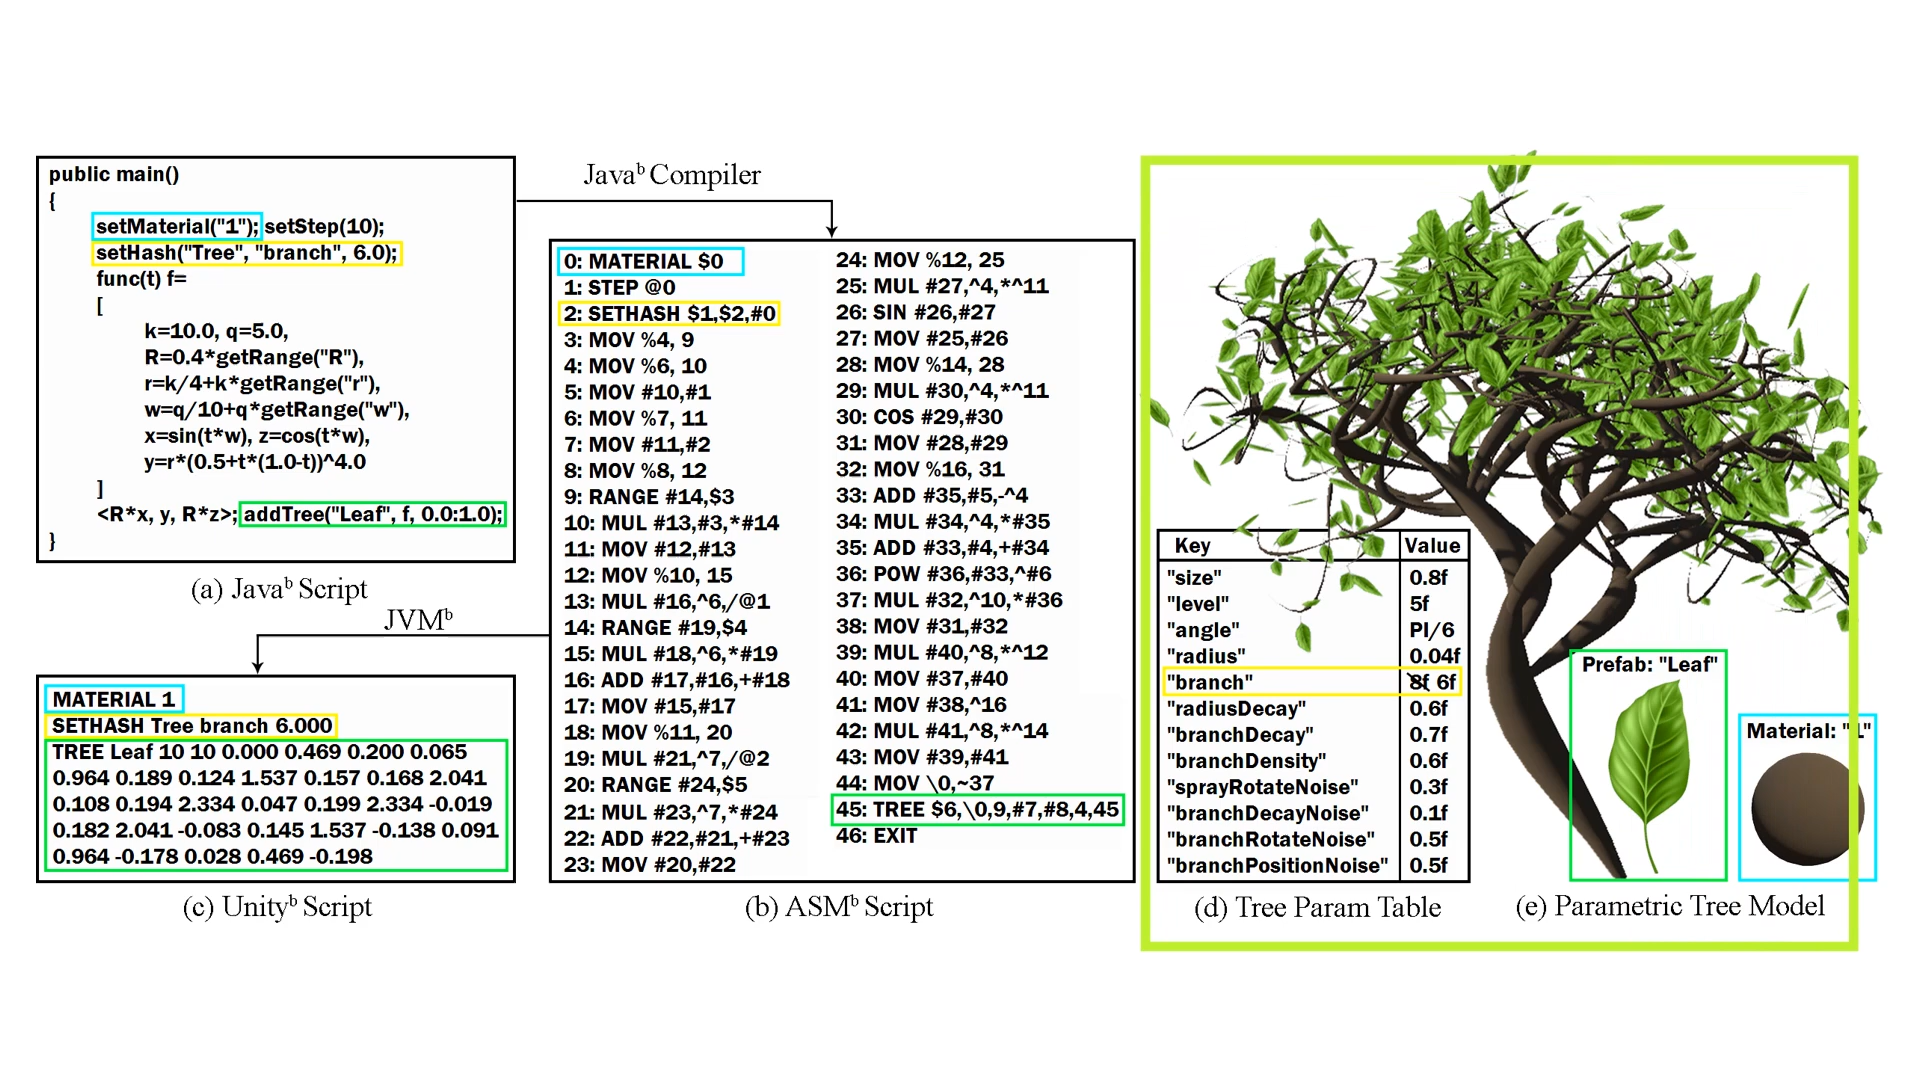 public main()
{
setMaterial("1"); setStep(10);
setHash("Tree", "branch", 6.0);
func(t) f=
[
k=10.0, q=5.0,
R=0.4*getRange("R"),
r=k/4+k*getRange("r"),
w=q/10+q*getRange("w"),
x=sin(t*w), z=cos(t*w),
y=r*(0.5+t*(1.0-t))^4.0
]
<R*x, y, R*z>; addTree("Leaf", f, 0.0:1.0);
}
(a) Javaᵇ Script
Javaᵇ Compiler
JVMᵇ
MATERIAL 1
SETHASH Tree branch 6.000
TREE Leaf 10 10 0.000 0.469 0.200 0.065
0.964 0.189 0.124 1.537 0.157 0.168 2.041
0.108 0.194 2.334 0.047 0.199 2.334 -0.019
0.182 2.041 -0.083 0.145 1.537 -0.138 0.091
0.964 -0.178 0.028 0.469 -0.198
(c) Unityᵇ Script
0: MATERIAL $0
1: STEP @0
2: SETHASH $1,$2,#0
3: MOV %4, 9
4: MOV %6, 10
5: MOV #10,#1
6: MOV %7, 11
7: MOV #11,#2
8: MOV %8, 12
9: RANGE #14,$3
10: MUL #13,#3,*#14
11: MOV #12,#13
12: MOV %10, 15
13: MUL #16,^6,/@1
14: RANGE #19,$4
15: MUL #18,^6,*#19
16: ADD #17,#16,+#18
17: MOV #15,#17
18: MOV %11, 20
19: MUL #21,^7,/@2
20: RANGE #24,$5
21: MUL #23,^7,*#24
22: ADD #22,#21,+#23
23: MOV #20,#22
24: MOV %12, 25
25: MUL #27,^4,*^11
26: SIN #26,#27
27: MOV #25,#26
28: MOV %14, 28
29: MUL #30,^4,*^11
30: COS #29,#30
31: MOV #28,#29
32: MOV %16, 31
33: ADD #35,#5,-^4
34: MUL #34,^4,*#35
35: ADD #33,#4,+#34
36: POW #36,#33,^#6
37: MUL #32,^10,*#36
38: MOV #31,#32
39: MUL #40,^8,*^12
40: MOV #37,#40
41: MOV #38,^16
42: MUL #41,^8,*^14
43: MOV #39,#41
44: MOV \0,~37
45: TREE $6,\0,9,#7,#8,4,45
46: EXIT
(b) ASMᵇ Script
Key Value
"size" 0.8f
"level" 5f
"angle" PI/6
"radius" 0.04f
"branch" 8f 6f
"radiusDecay" 0.6f
"branchDecay" 0.7f
"branchDensity" 0.6f
"sprayRotateNoise" 0.3f
"branchDecayNoise" 0.1f
"branchRotateNoise" 0.5f
"branchPositionNoise" 0.5f
(d) Tree Param Table
Prefab: "Leaf"
Material: "1"
(e) Parametric Tree Model